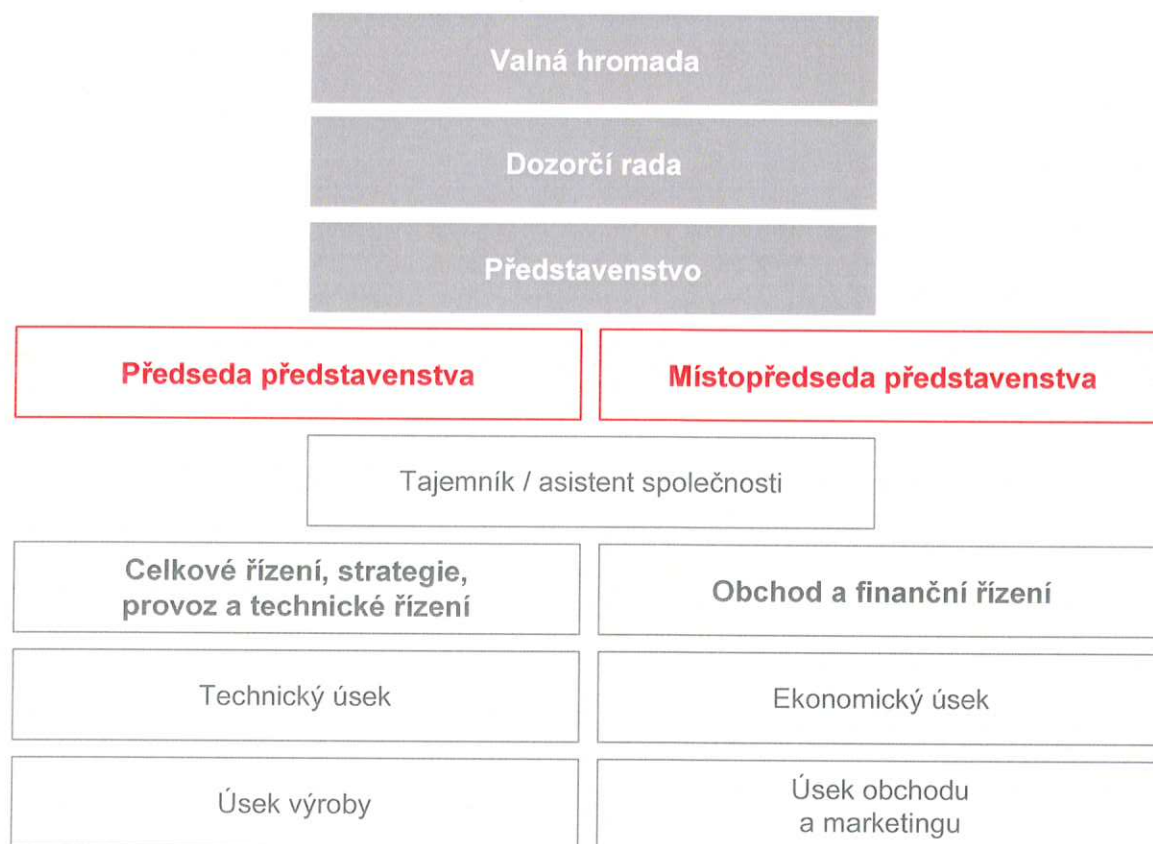 Valná hromada
Dozorčí rada
Představenstvo
Předseda představenstva
Místopředseda představenstva
Tajemník / asistent společnosti
Celkové řízení, strategie,
provoz a technické řízení
Obchod a finanční řízení
Technický úsek
Ekonomický úsek
Úsek výroby
Úsek obchodu
a marketingu